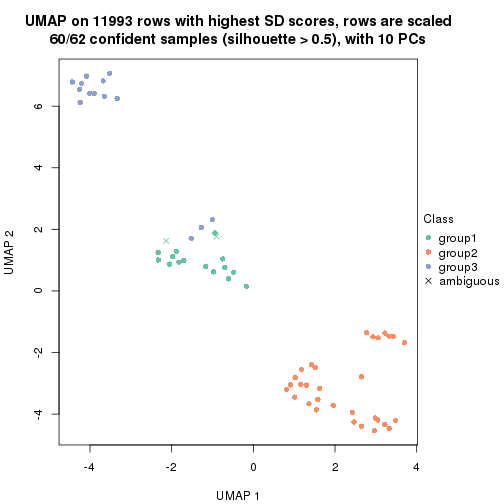 UMAP on 11993 rows with highest SD scores, rows are scaled
60/62 confident samples (silhouette > 0.5), with 10 PCs
6
4
2
0
-2
-4
UMAP 2
-4
-2
0
2
4
UMAP 1
Class
group1
group2
group3
ambiguous